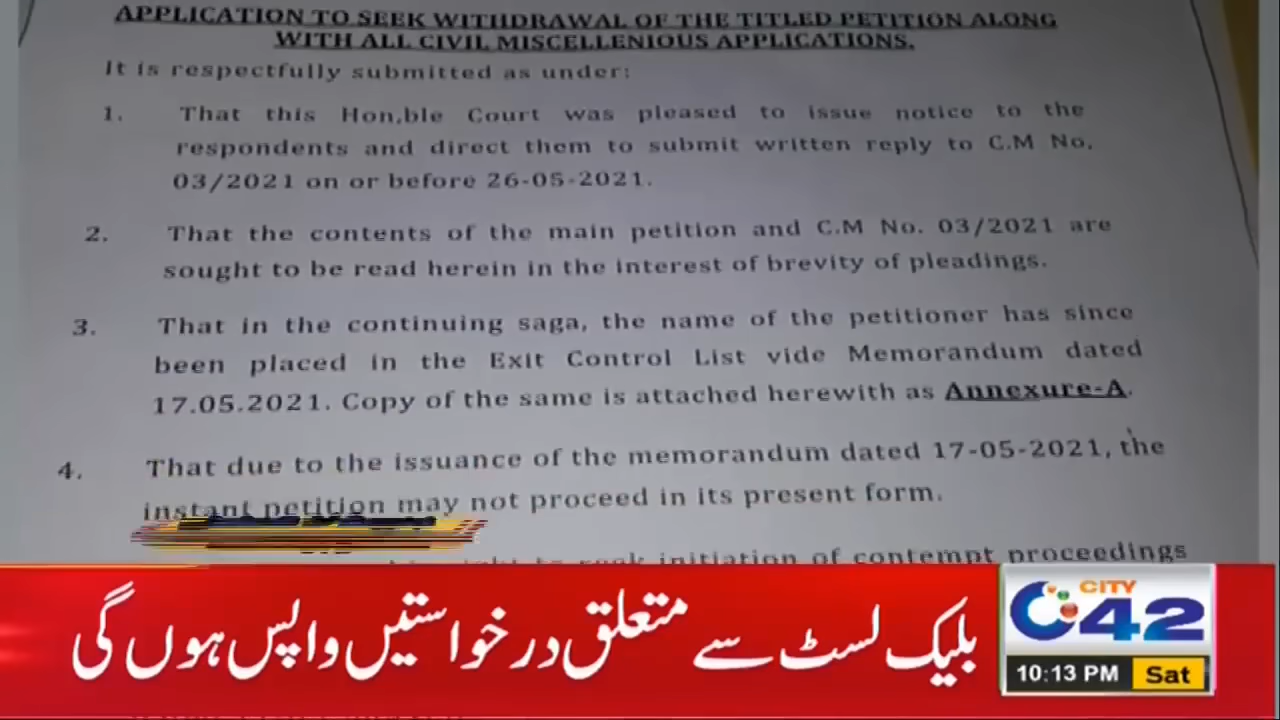 APPLICATION TO SEEK WITHDRAWAL OF THE TITLED PETITION ALONG
WITH ALL CIVIL MISCELLENIOUS APPLICATIONS.
It is respectfully submitted as under:
1. That this Hon,ble Court was pleased to issue notice to the
respondents and direct them to submit written reply to C.M No.
03/2021 on or before 26-05-2021.
2. That the contents of the main petition and C.M No. 03/2021 are
sought to be read herein in the interest of brevity of pleadings.
3. That in the continuing saga, the name of the petitioner has since
been placed in the Exit Control List vide Memorandum dated
17.05.2021. Copy of the same is attached herewith as Annexure-A.
4. That due to the issuance of the memorandum dated 17-05-2021, the
instant petition may not proceed in its present form.
to seek initiation of contempt proceedings
بلیک لسٹ سے متعلق درخواستیں واپس ہوں گی
CITY
42
10:13 PM Sat